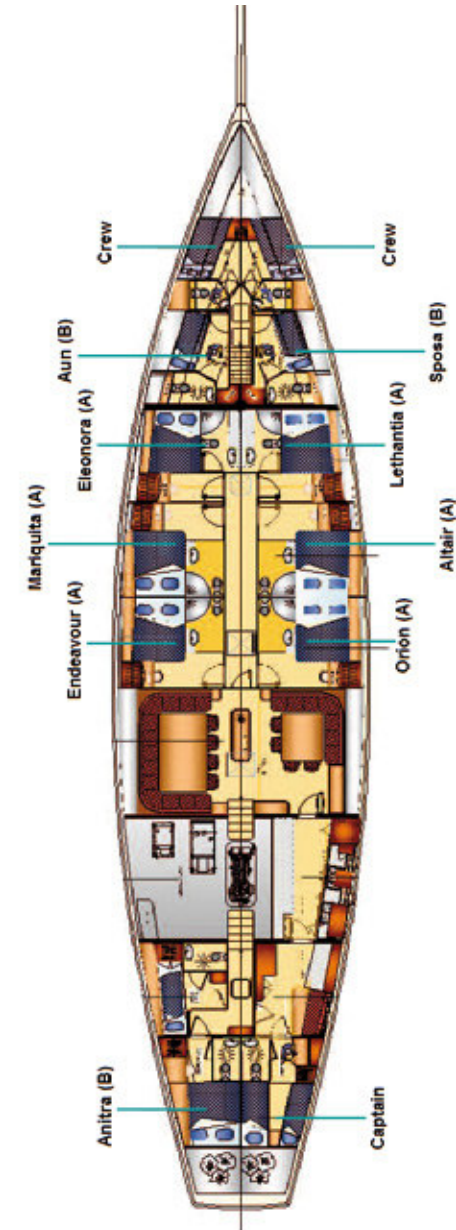 Crew
Crew
Aun (B)
Sposa (B)
Eleonora (A)
Lethantia (A)
Mariquita (A)
Altair (A)
Endeavour (A)
Orion (A)
Anitra (B)
Captain